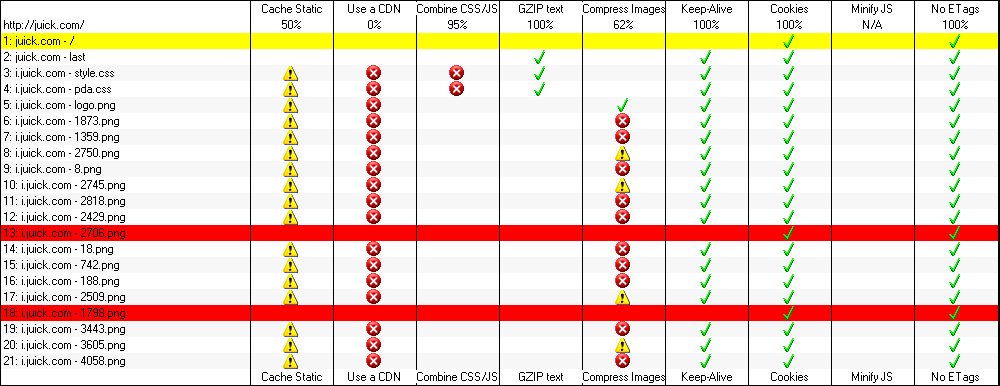 Cache Static Use a CDN Combine CSS/JS GZIP text Compress Images Keep-Alive Cookies Minify JS No ETags
http://juick.com/ 50% 0% 95% 100% 62% 100% 100% N/A 100%
1: juick.com - /
2: juick.com - last
3: i.juick.com - style.css
4: i.juick.com - pda.css
5: i.juick.com - logo.png
6: i.juick.com - 1873.png
7: i.juick.com - 1359.png
8: i.juick.com - 2750.png
9: i.juick.com - 8.png
10: i.juick.com - 2745.png
11: i.juick.com - 2818.png
12: i.juick.com - 2429.png
13: i.juick.com - 2706.png
14: i.juick.com - 18.png
15: i.juick.com - 742.png
16: i.juick.com - 188.png
17: i.juick.com - 2509.png
18: i.juick.com - 1799.png
19: i.juick.com - 3443.png
20: i.juick.com - 3605.png
21: i.juick.com - 4058.png
Cache Static Use a CDN Combine CSS/JS GZIP text Compress Images Keep-Alive Cookies Minify JS No ETags